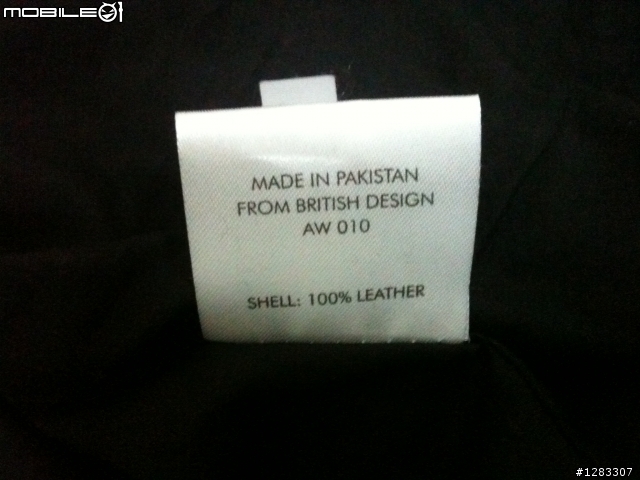 MOBILE01
MADE IN PAKISTAN
FROM BRITISH DESIGN
AW 010
SHELL: 100% LEATHER
#1283307